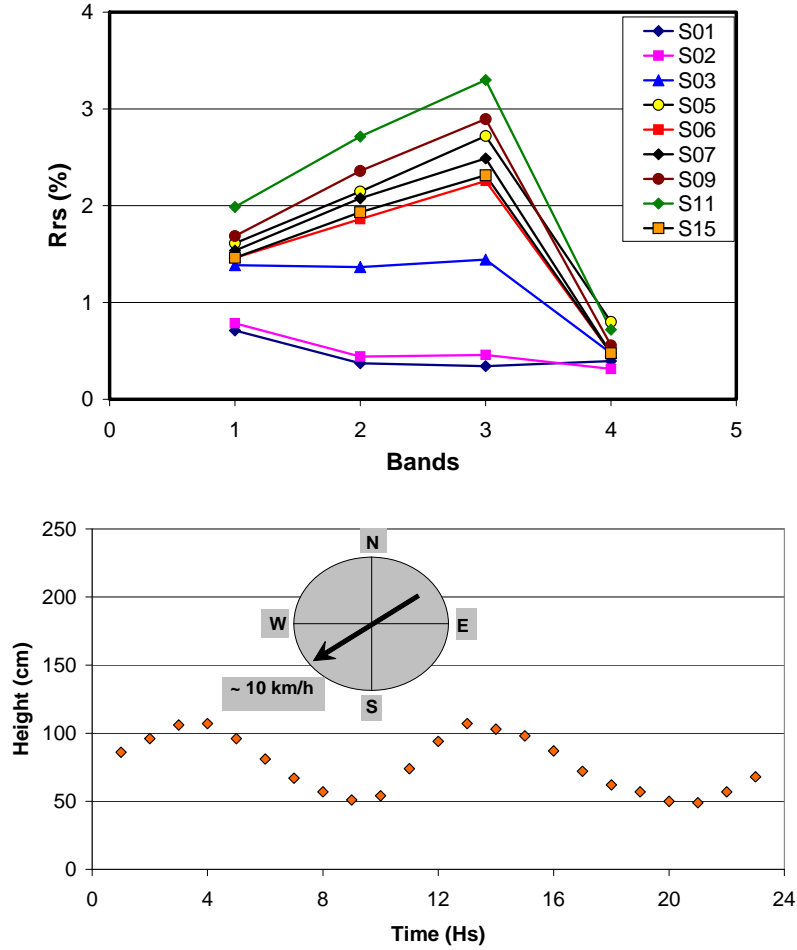 4
3
2
1
0
Rrs (%)
0 1 2 3 4 5
Bands
S01
S02
S03
S05
S06
S07
S09
S11
S15
250
200
150
100
50
0
Height (cm)
N
W E
S
~ 10 km/h
0 4 8 12 16 20 24
Time (Hs)